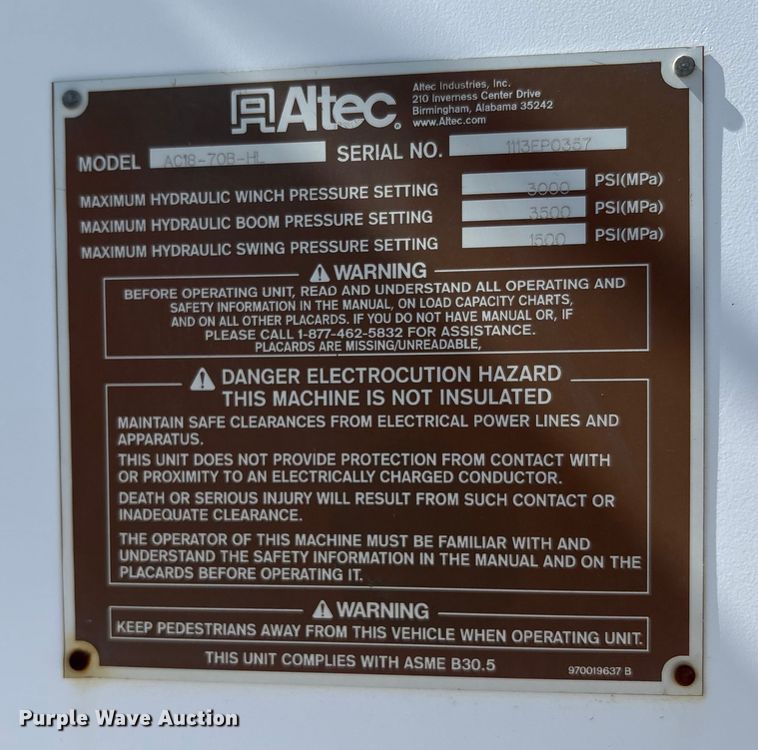 Altec®
Altec Industries, Inc.
210 Inverness Center Drive
Birmingham, Alabama 35242
www.Altec.com
MODEL AC18-70B-HL SERIAL NO. 1113FP0357
MAXIMUM HYDRAULIC WINCH PRESSURE SETTING 3000 PSI(MPa)
MAXIMUM HYDRAULIC BOOM PRESSURE SETTING 3500 PSI(MPa)
MAXIMUM HYDRAULIC SWING PRESSURE SETTING 1500 PSI(MPa)
WARNING
BEFORE OPERATING UNIT, READ AND UNDERSTAND ALL OPERATING AND
SAFETY INFORMATION IN THE MANUAL, ON LOAD CAPACITY CHARTS,
AND ON ALL OTHER PLACARDS. IF YOU DO NOT HAVE MANUAL OR, IF
PLEASE CALL 1-877-462-5832 FOR ASSISTANCE.
PLACARDS ARE MISSING/UNREADABLE,
DANGER ELECTROCUTION HAZARD
THIS MACHINE IS NOT INSULATED
MAINTAIN SAFE CLEARANCES FROM ELECTRICAL POWER LINES AND
APPARATUS.
THIS UNIT DOES NOT PROVIDE PROTECTION FROM CONTACT WITH
OR PROXIMITY TO AN ELECTRICALLY CHARGED CONDUCTOR.
DEATH OR SERIOUS INJURY WILL RESULT FROM SUCH CONTACT OR
INADEQUATE CLEARANCE.
THE OPERATOR OF THIS MACHINE MUST BE FAMILIAR WITH AND
UNDERSTAND THE SAFETY INFORMATION IN THE MANUAL AND ON THE
PLACARDS BEFORE OPERATING IT.
WARNING
KEEP PEDESTRIANS AWAY FROM THIS VEHICLE WHEN OPERATING UNIT.
THIS UNIT COMPLIES WITH ASME B30.5
970019637 B
Purple Wave Auction